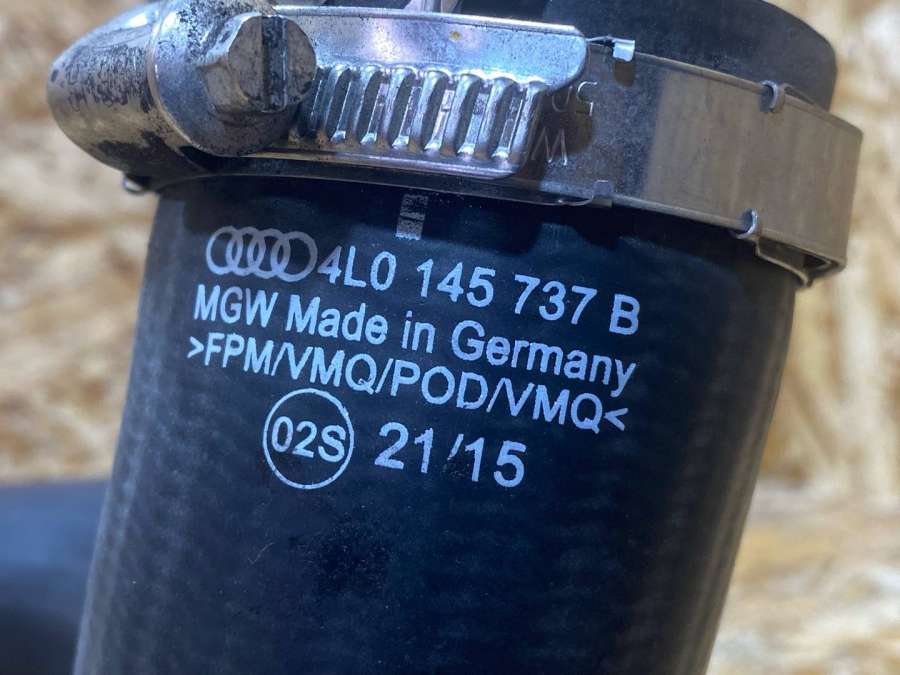 4L0 145 737 B
MGW Made in Germany
>FPM/VMQ/POD/VMQ<
02S 21/15